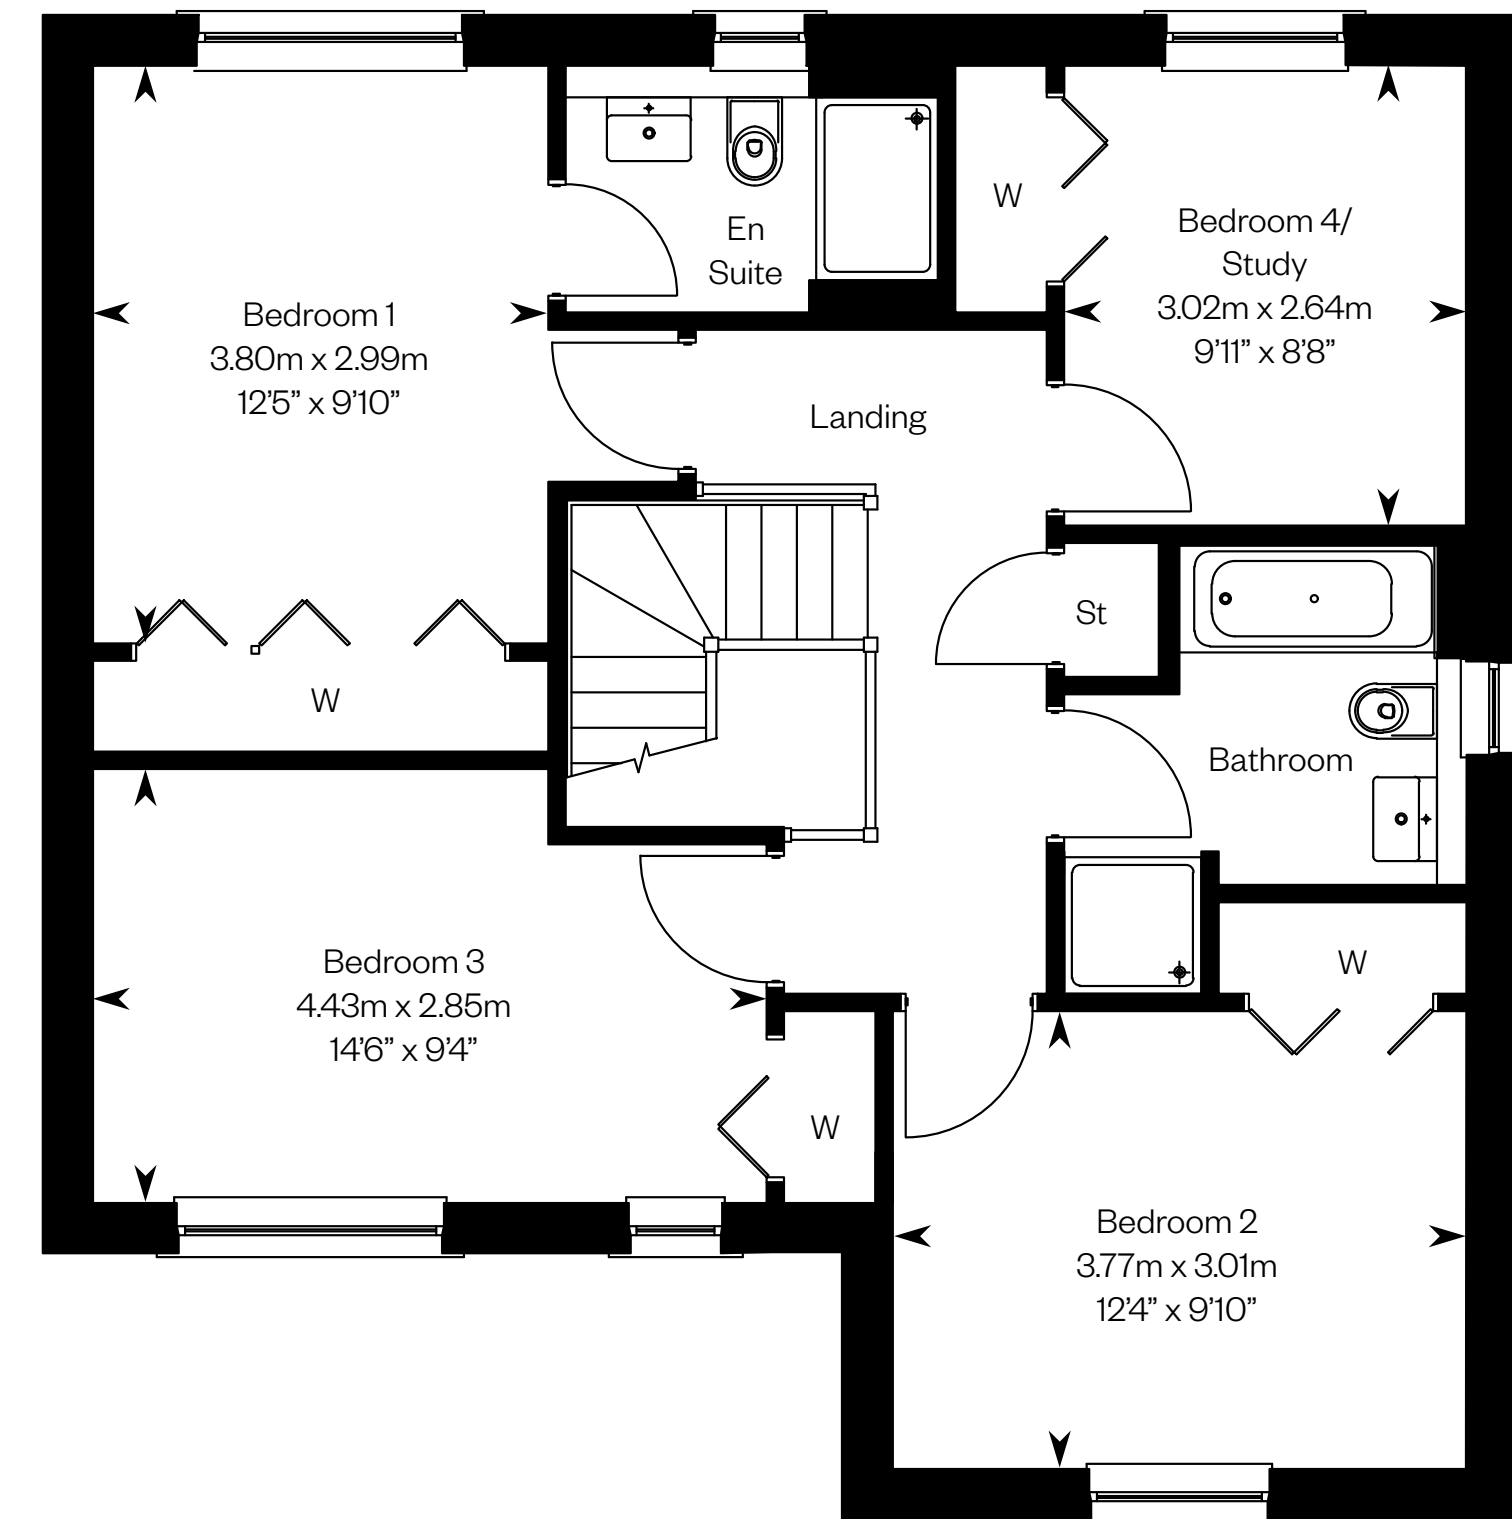 En
Suite
W
Bedroom 4/
Study
3.02m x 2.64m
9'11” x 8'8”
Bedroom 1
3.80m x 2.99m
12'5” x 9'10”
Landing
St
W
Bathroom
Bedroom 3
4.43m x 2.85m
14'6” x 9'4”
W
W
Bedroom 2
3.77m x 3.01m
12'4” x 9'10”